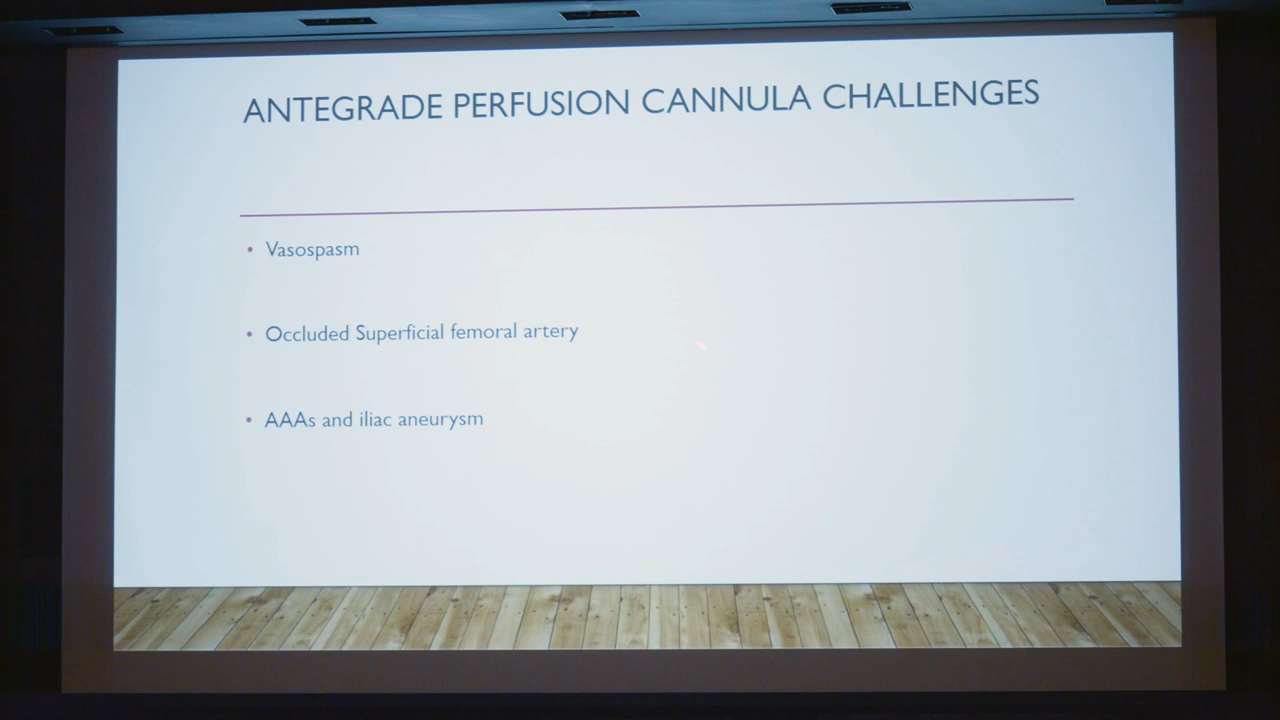 ANTEGRADE PERFUSION CANNULA CHALLENGES
• Vasospasm
• Occluded Superficial femoral artery
• AAAs and iliac aneurysm